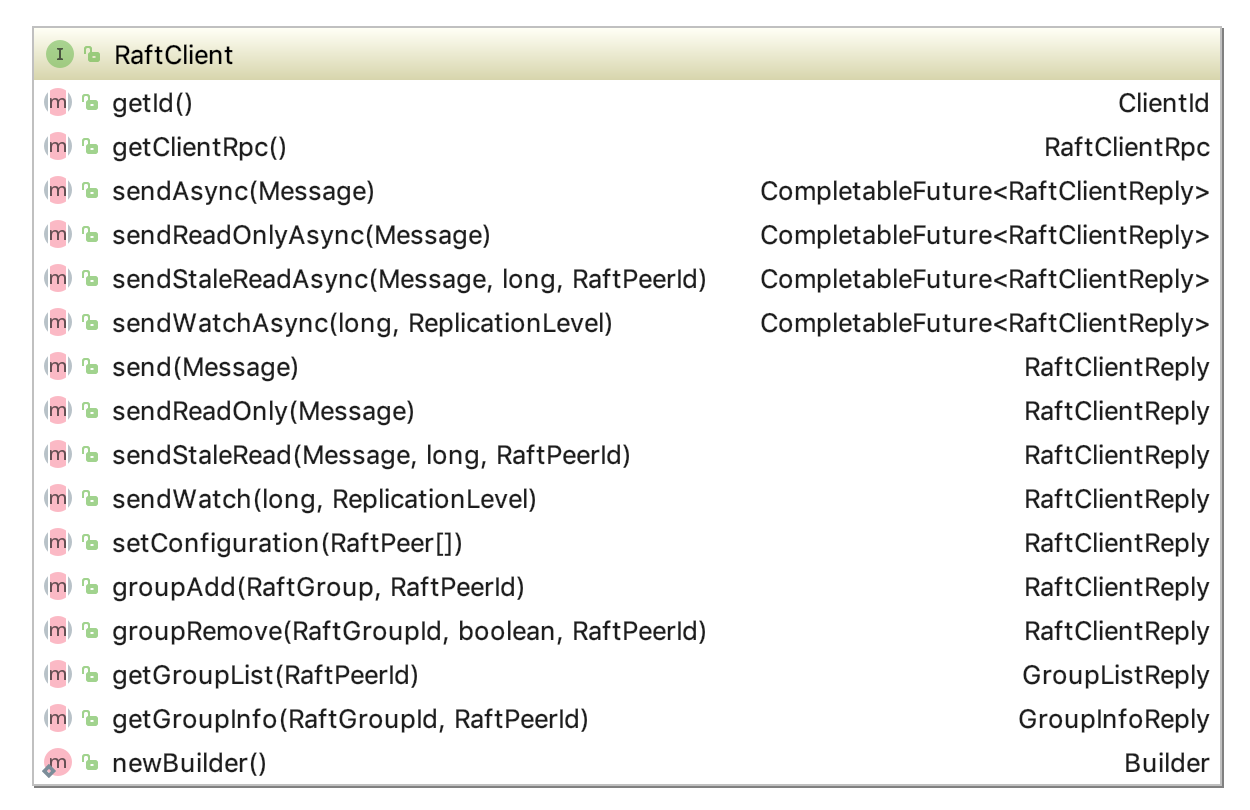 I RaftClient
m getId() ClientId
m getClientRpc() RaftClientRpc
m sendAsync(Message) CompletableFuture<RaftClientReply>
m sendReadOnlyAsync(Message) CompletableFuture<RaftClientReply>
m sendStaleReadAsync(Message, long, RaftPeerId) CompletableFuture<RaftClientReply>
m sendWatchAsync(long, ReplicationLevel) CompletableFuture<RaftClientReply>
m send(Message) RaftClientReply
m sendReadOnly(Message) RaftClientReply
m sendStaleRead(Message, long, RaftPeerId) RaftClientReply
m sendWatch(long, ReplicationLevel) RaftClientReply
m setConfiguration(RaftPeer[]) RaftClientReply
m groupAdd(RaftGroup, RaftPeerId) RaftClientReply
m groupRemove(RaftGroupId, boolean, RaftPeerId) RaftClientReply
m getGroupList(RaftPeerId) GroupListReply
m getGroupInfo(RaftGroupId, RaftPeerId) GroupInfoReply
m newBuilder() Builder